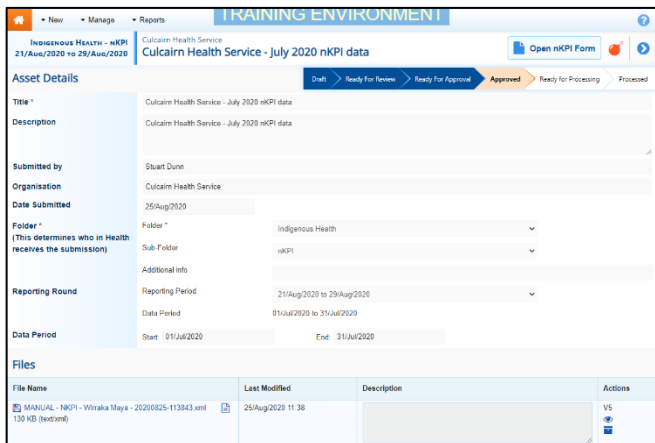 TRAINING ENVIRONMENT
New Manage Reports
INDIGENOUS HEALTH - NKPI
21/AUG/2020 TO 29/AUG/2020
Culcairn Health Service
Culcairn Health Service - July 2020 nKPI data
Open nKPI Form
Asset Details
Draft Ready For Review Ready For Approval Approved Ready for Processing Processed
Title * Culcairn Health Service - July 2020 nKPI data
Description Culcairn Health Service - July 2020 nKPI data
Submitted by Stuart Dunn
Organisation Culcairn Health Service
Date Submitted 25/Aug/2020
Folder * Folder * Indigenous Health
(This determines who in Health
receives the submission) Sub-Folder nKPI
Additional info
Reporting Round Reporting Period 21/Aug/2020 to 29/Aug/2020
Data Period 01/Jul/2020 to 31/Jul/2020
Data Period Start: 01/Jul/2020 End: 31/Jul/2020
Files
File Name Last Modified Description Actions
MANUAL - NKPI - Wirraka Maya - 20200825-113843.xml 25/Aug/2020 11:38 V5
130 KB (text/xml)